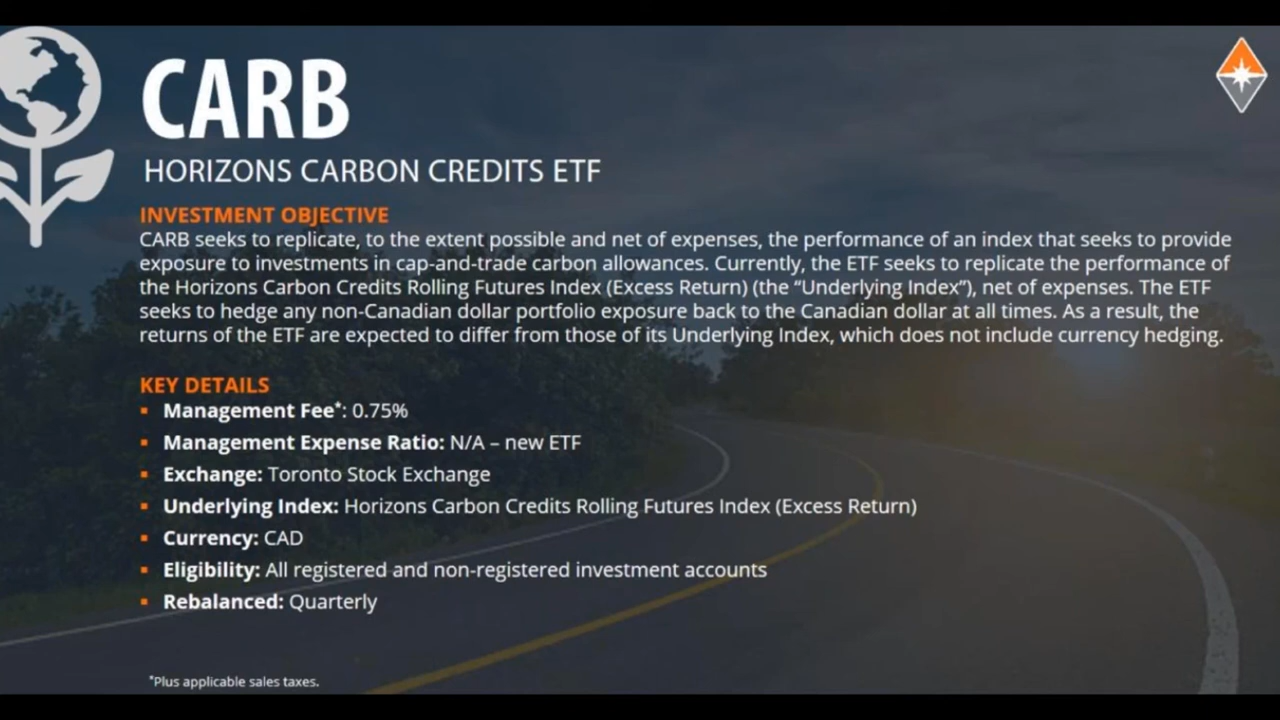 CARB
HORIZONS CARBON CREDITS ETF
INVESTMENT OBJECTIVE
CARB seeks to replicate, to the extent possible and net of expenses, the performance of an index that seeks to provide
exposure to investments in cap-and-trade carbon allowances. Currently, the ETF seeks to replicate the performance of
the Horizons Carbon Credits Rolling Futures Index (Excess Return) (the “Underlying Index”), net of expenses. The ETF
seeks to hedge any non-Canadian dollar portfolio exposure back to the Canadian dollar at all times. As a result, the
returns of the ETF are expected to differ from those of its Underlying Index, which does not include currency hedging.
KEY DETAILS
▪ Management Fee*: 0.75%
▪ Management Expense Ratio: N/A – new ETF
▪ Exchange: Toronto Stock Exchange
▪ Underlying Index: Horizons Carbon Credits Rolling Futures Index (Excess Return)
▪ Currency: CAD
▪ Eligibility: All registered and non-registered investment accounts
▪ Rebalanced: Quarterly
*Plus applicable sales taxes.